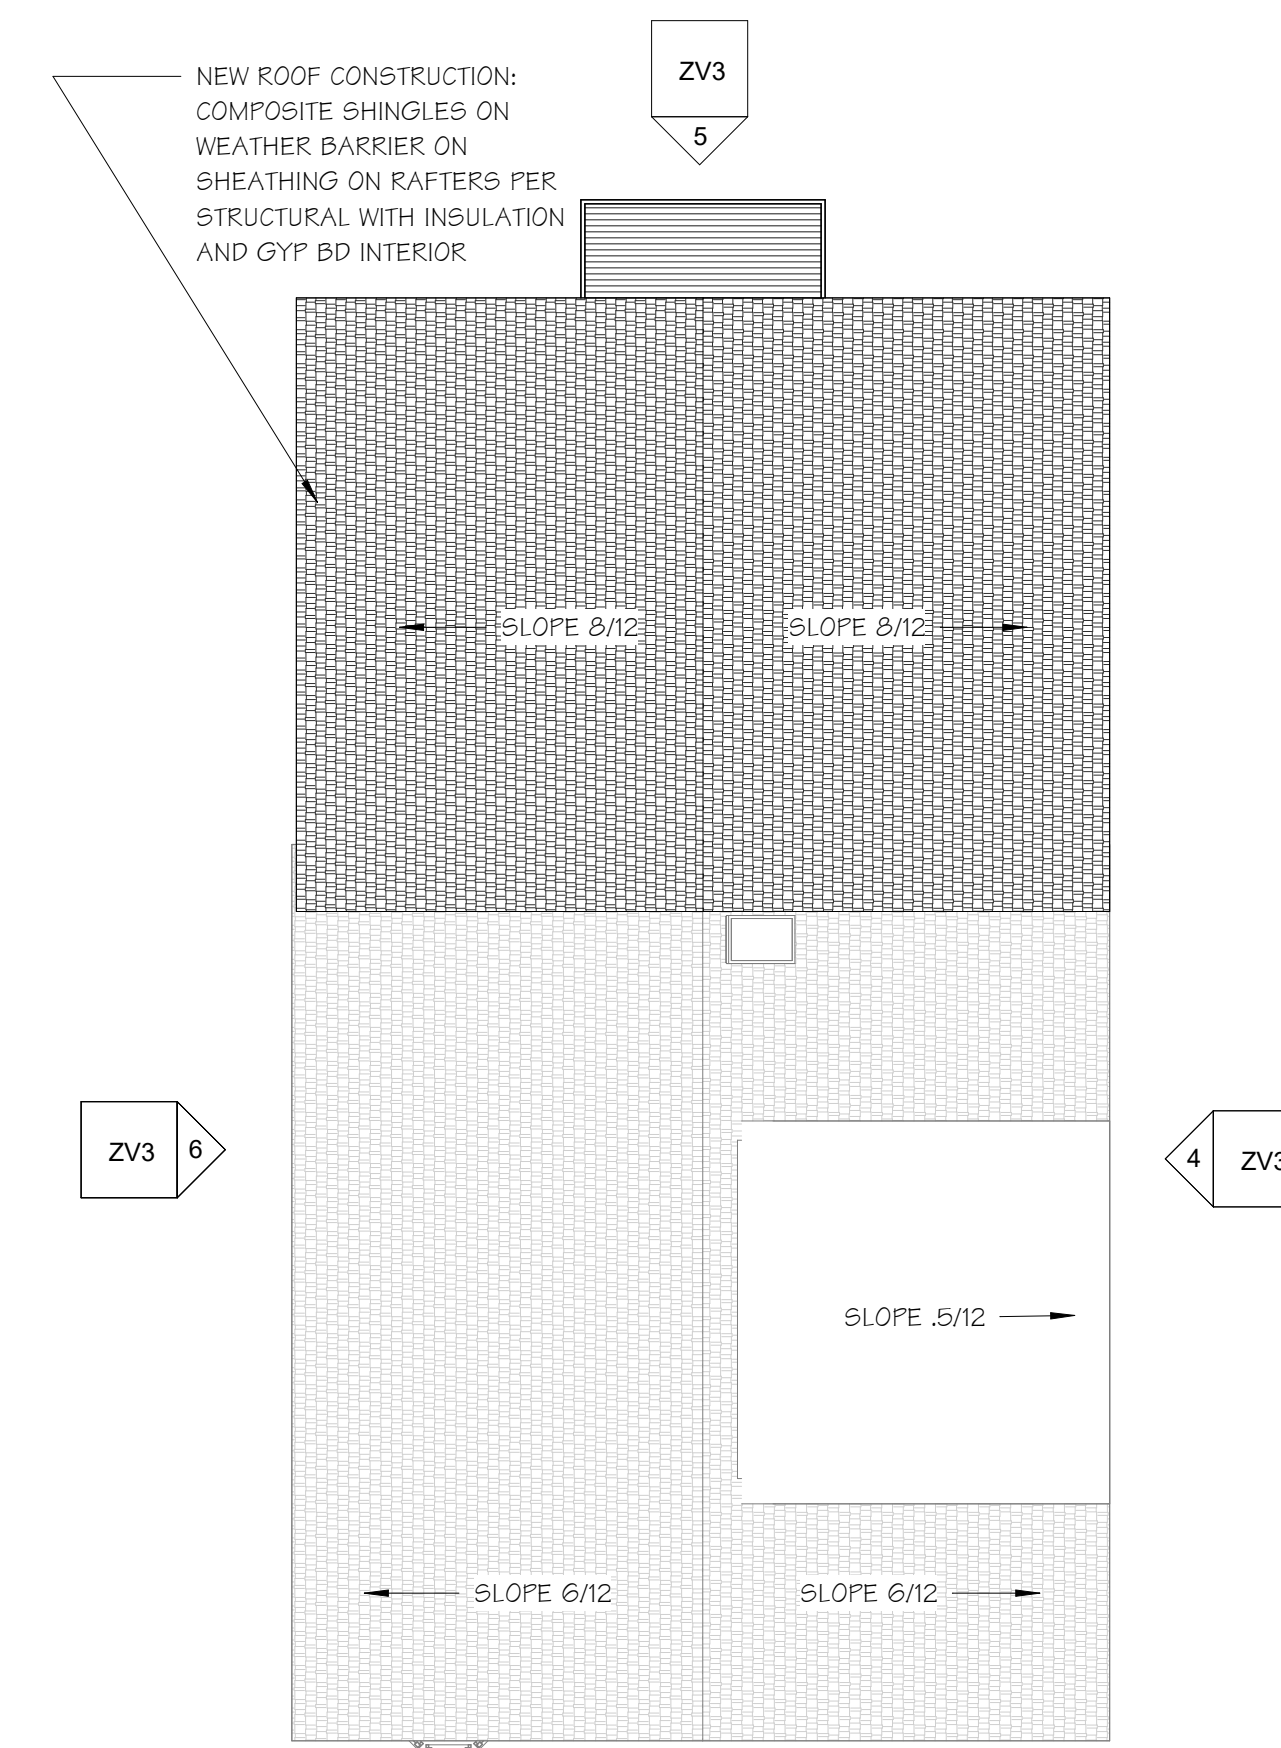 ZV3
5
NEW ROOF CONSTRUCTION:
COMPOSITE SHINGLES ON
WEATHER BARRIER ON
SHEATHING ON RAFTERS PER
STRUCTURAL WITH INSULATION
AND GYP BD INTERIOR
SLOPE 8/12
SLOPE 8/12
ZV3
6
4
ZV3
SLOPE .5/12
SLOPE 6/12
SLOPE 6/12